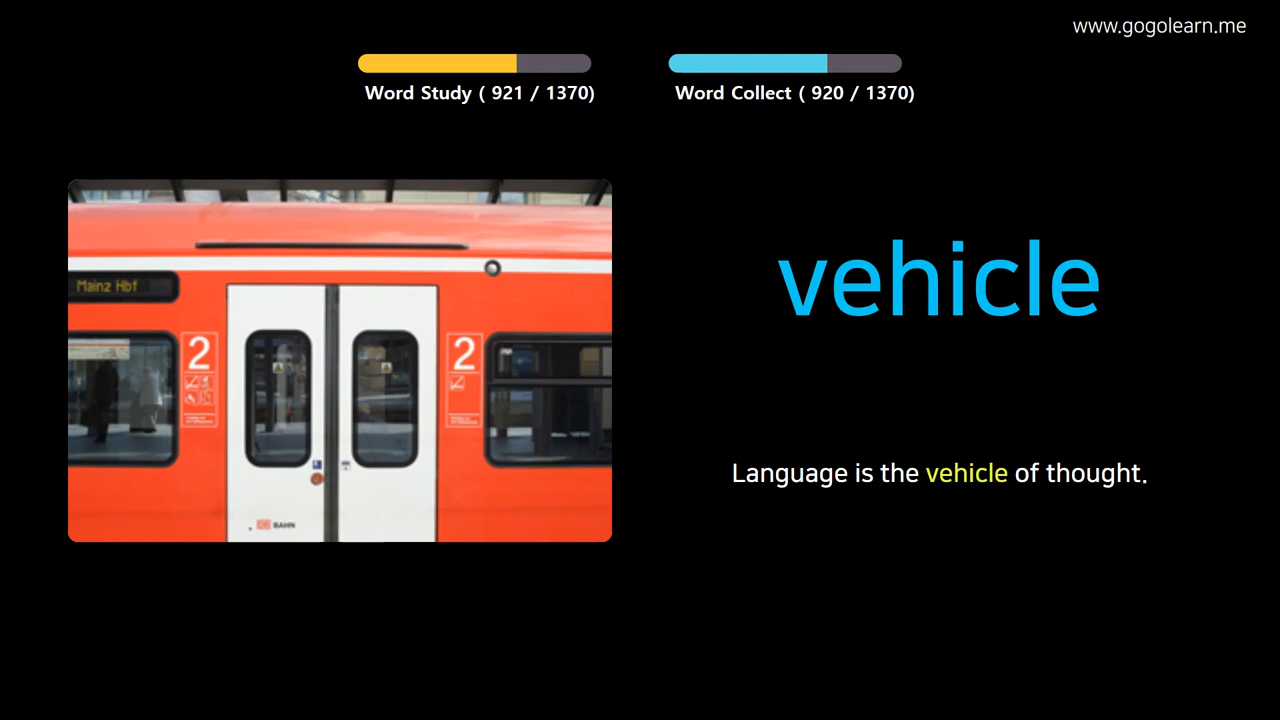 www.gogolearn.me
Word Study ( 921 / 1370)
Word Collect ( 920 / 1370)
vehicle
Language is the vehicle of thought.
Mainz Hbf
2
2
DB BAHN